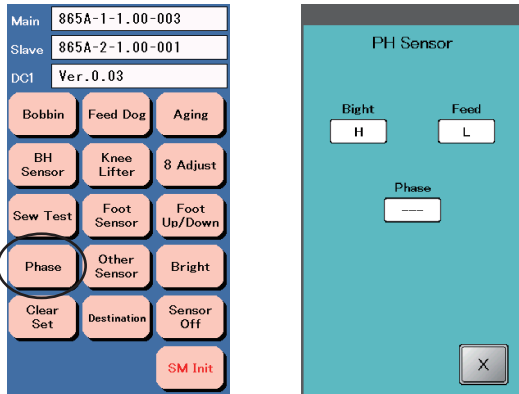 Main 865A-1-1.00-003
Slave 865A-2-1.00-001
DC1 Ver.0.03
Bobbin Feed Dog Aging
BH Sensor
Knee Lifter
8 Adjust
Sew Test
Foot Sensor
Foot Up/Down
Phase
Other Sensor
Bright
Clear Set
Destination
Sensor Off
SM Init
PH Sensor
Bight Feed
H L
Phase
---
X